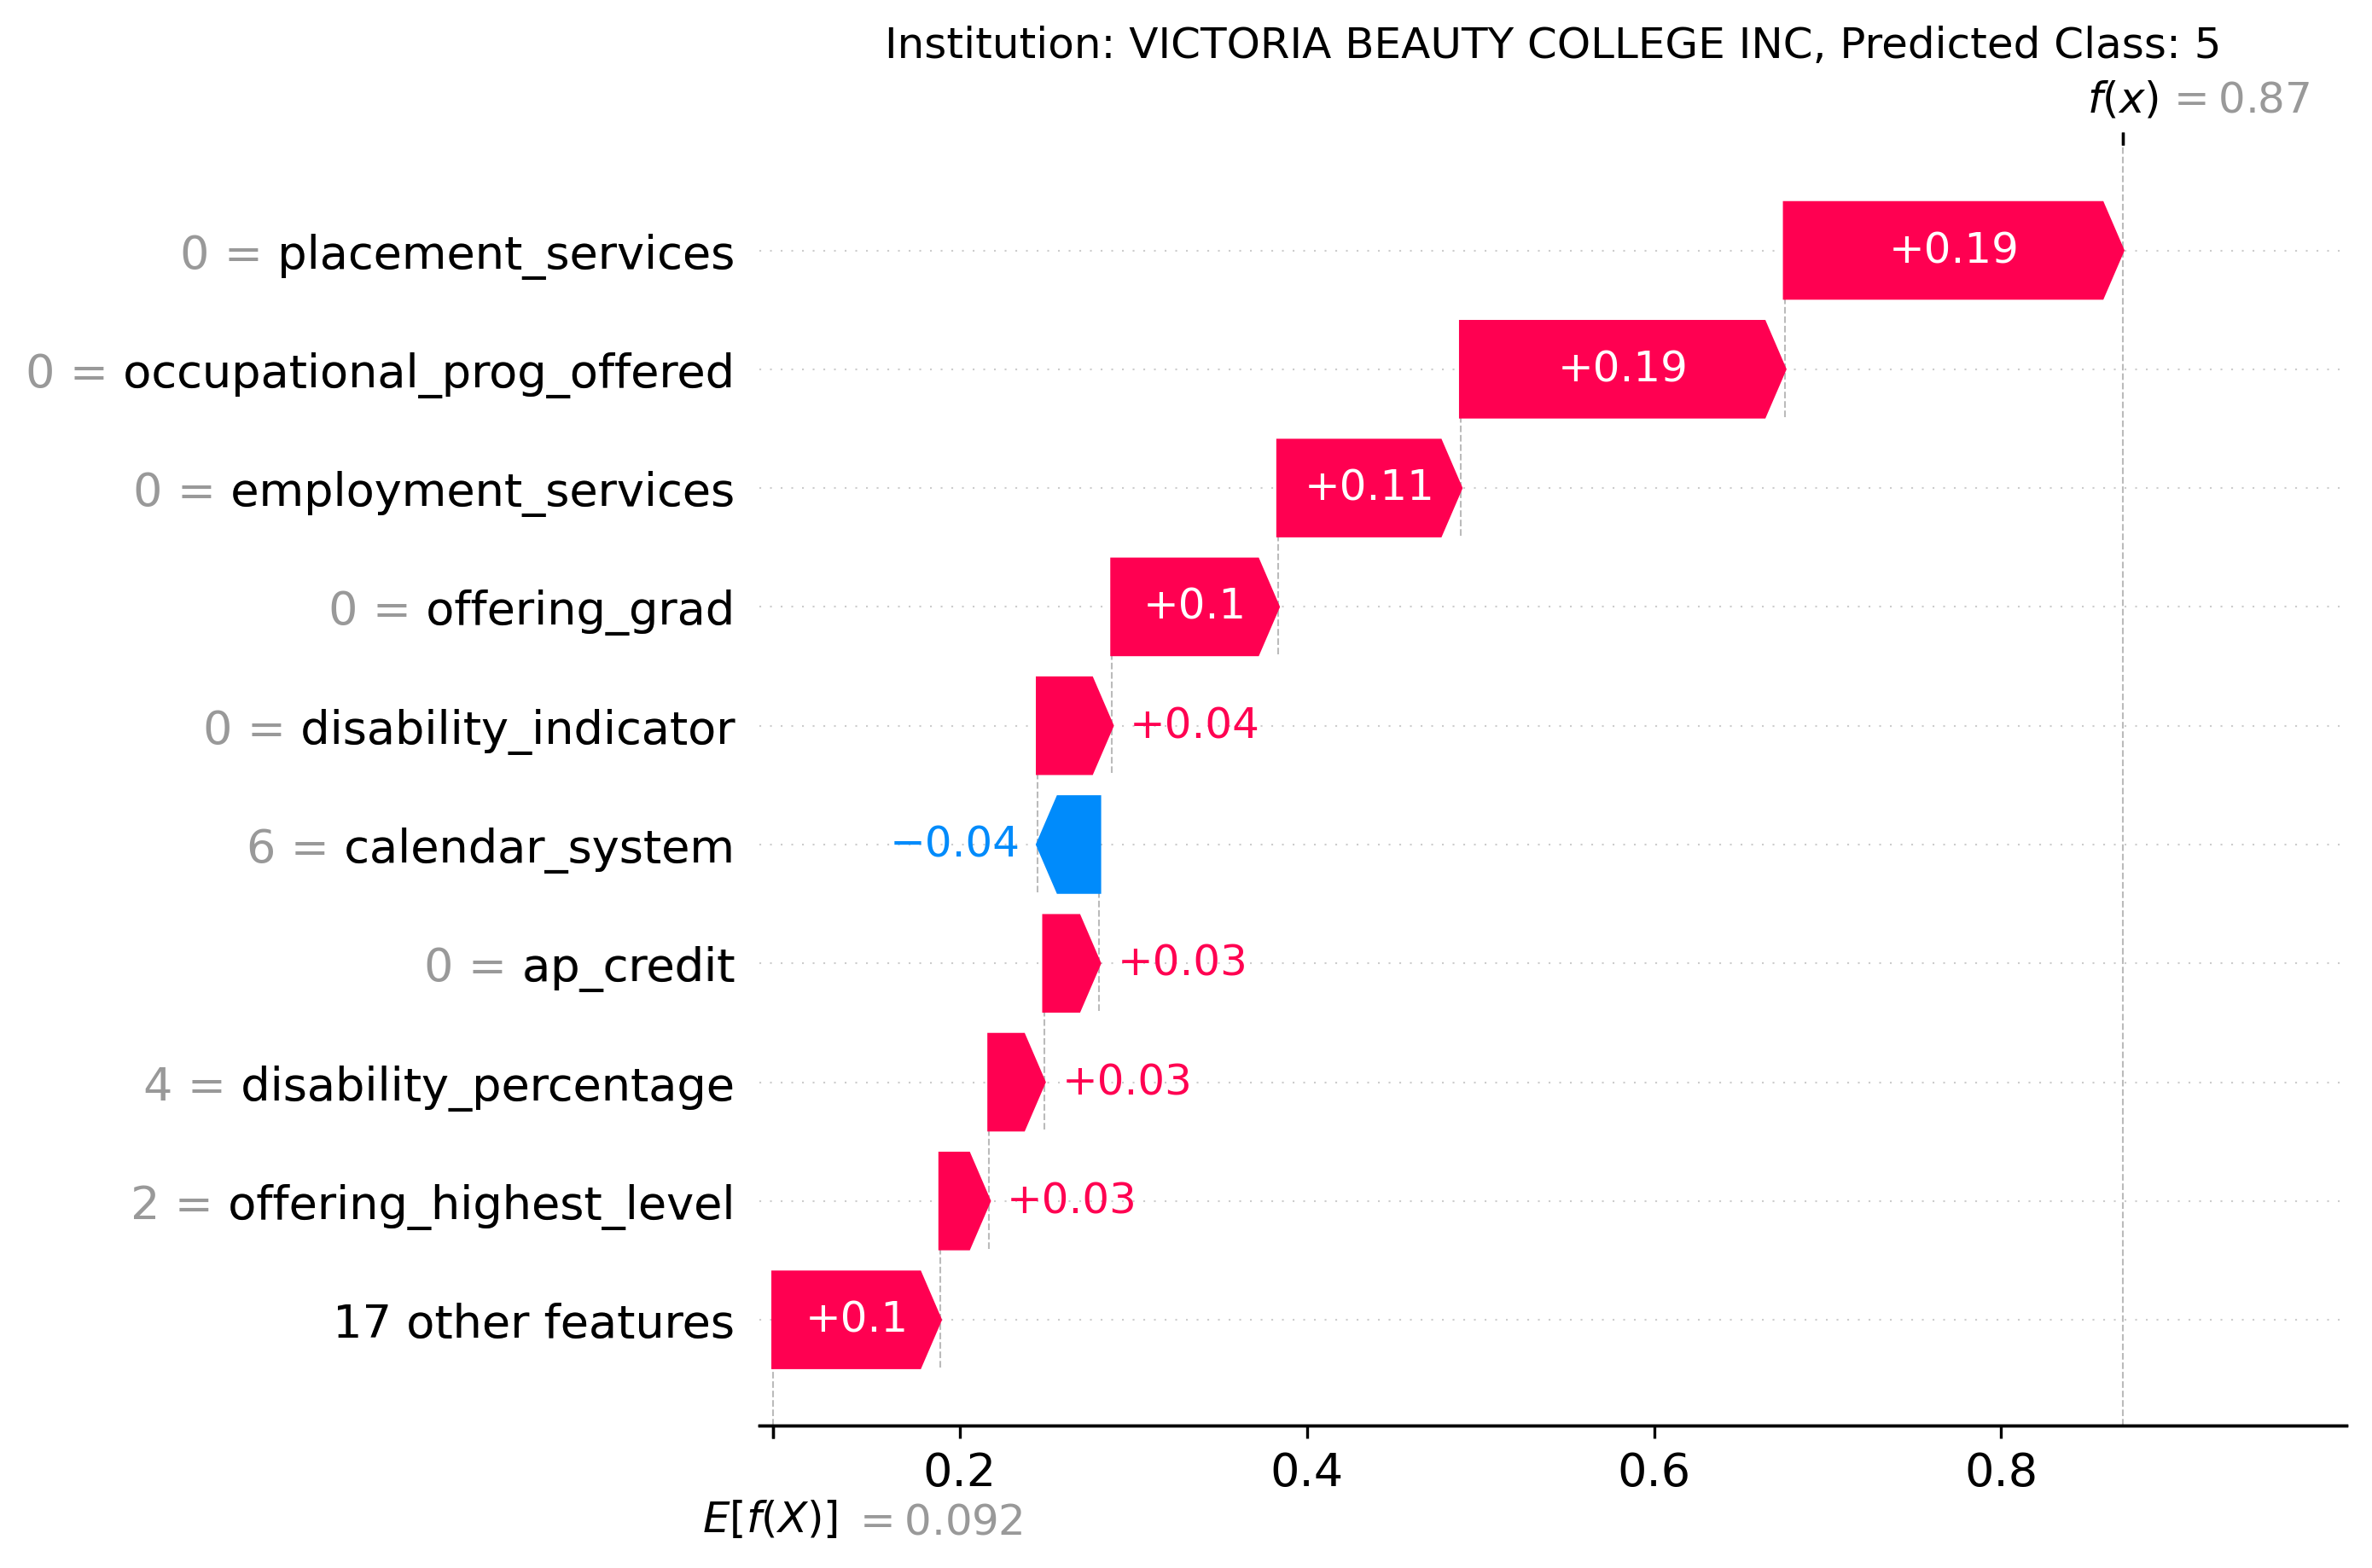 Institution: VICTORIA BEAUTY COLLEGE INC, Predicted Class: 5
f(x) = 0.87
0 = placement_services +0.19
0 = occupational_prog_offered +0.19
0 = employment_services +0.11
0 = offering_grad +0.1
0 = disability_indicator +0.04
6 = calendar_system −0.04
0 = ap_credit +0.03
4 = disability_percentage +0.03
2 = offering_highest_level +0.03
17 other features +0.1
0.2 0.4 0.6 0.8
E[f(X)] = 0.092